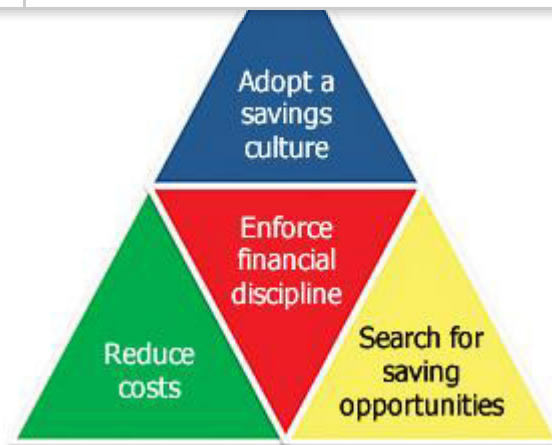 Adopt a
savings
culture
Enforce
financial
discipline
Reduce
costs
Search for
saving
opportunities